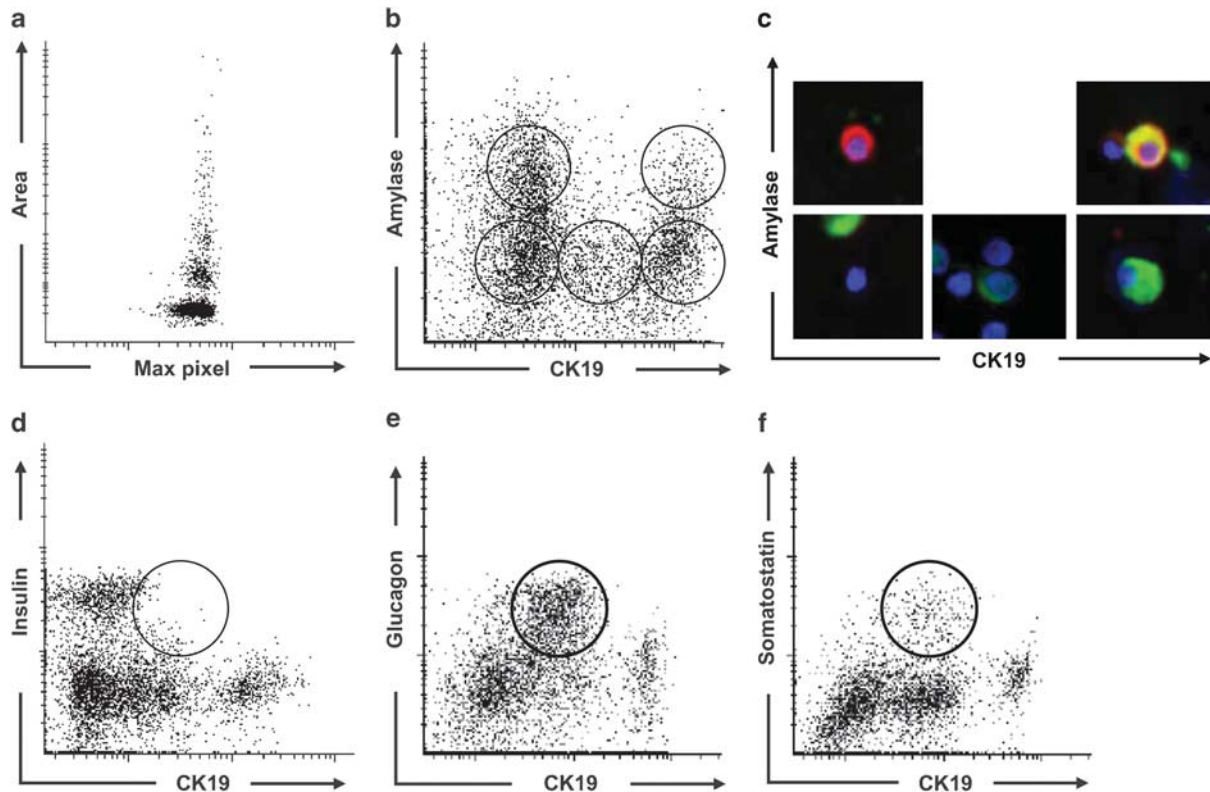 a
Area
Max pixel
b
Amylase
CK19
c
Amylase
CK19
d
Insulin
CK19
e
Glucagon
CK19
f
Somatostatin
CK19